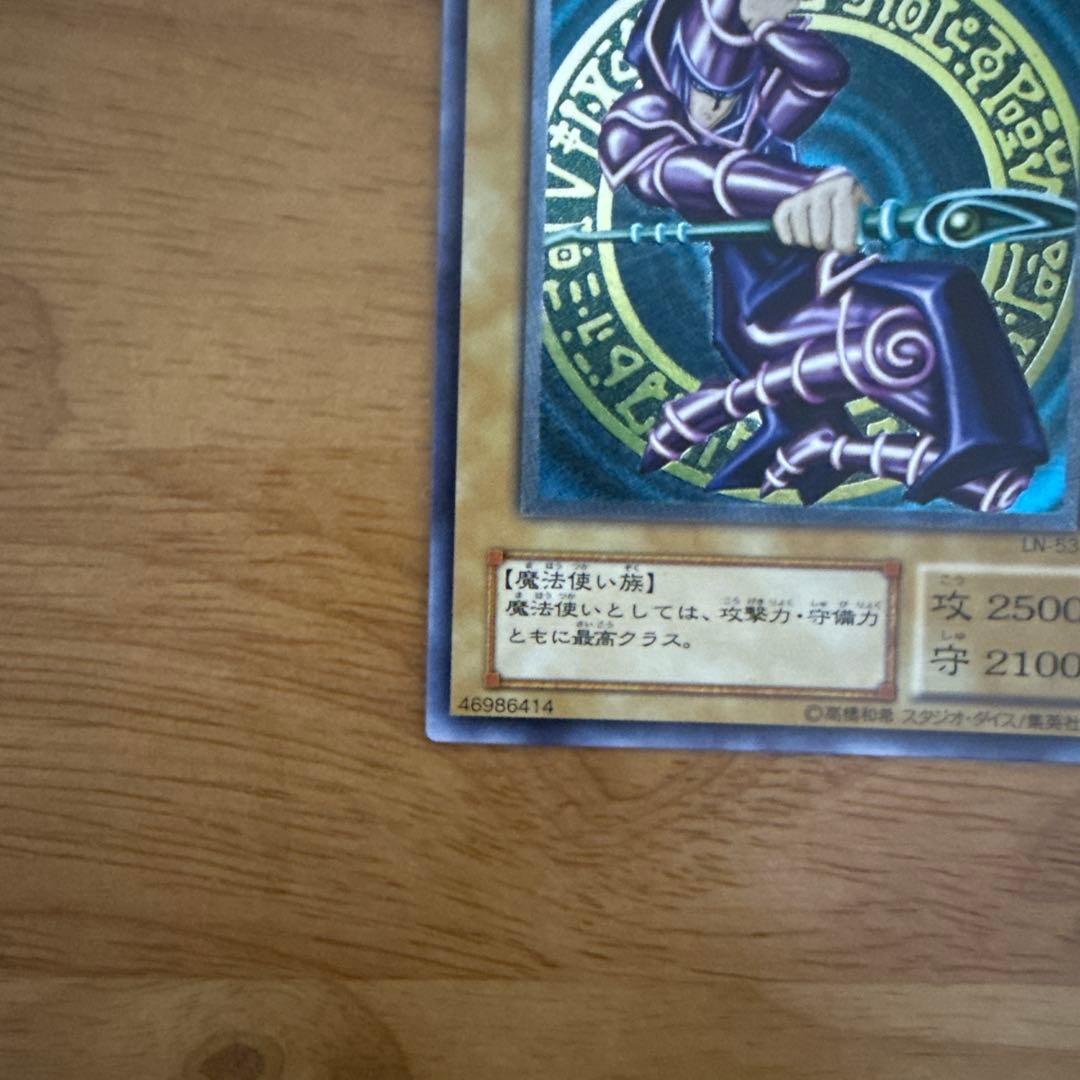 LN-53
【魔法使い族】
魔法使いとしては、攻撃力・守備力
ともに最高クラス。
攻 2500
守 2100
46986414
©高橋和希 スタジオ・ダイス/集英社